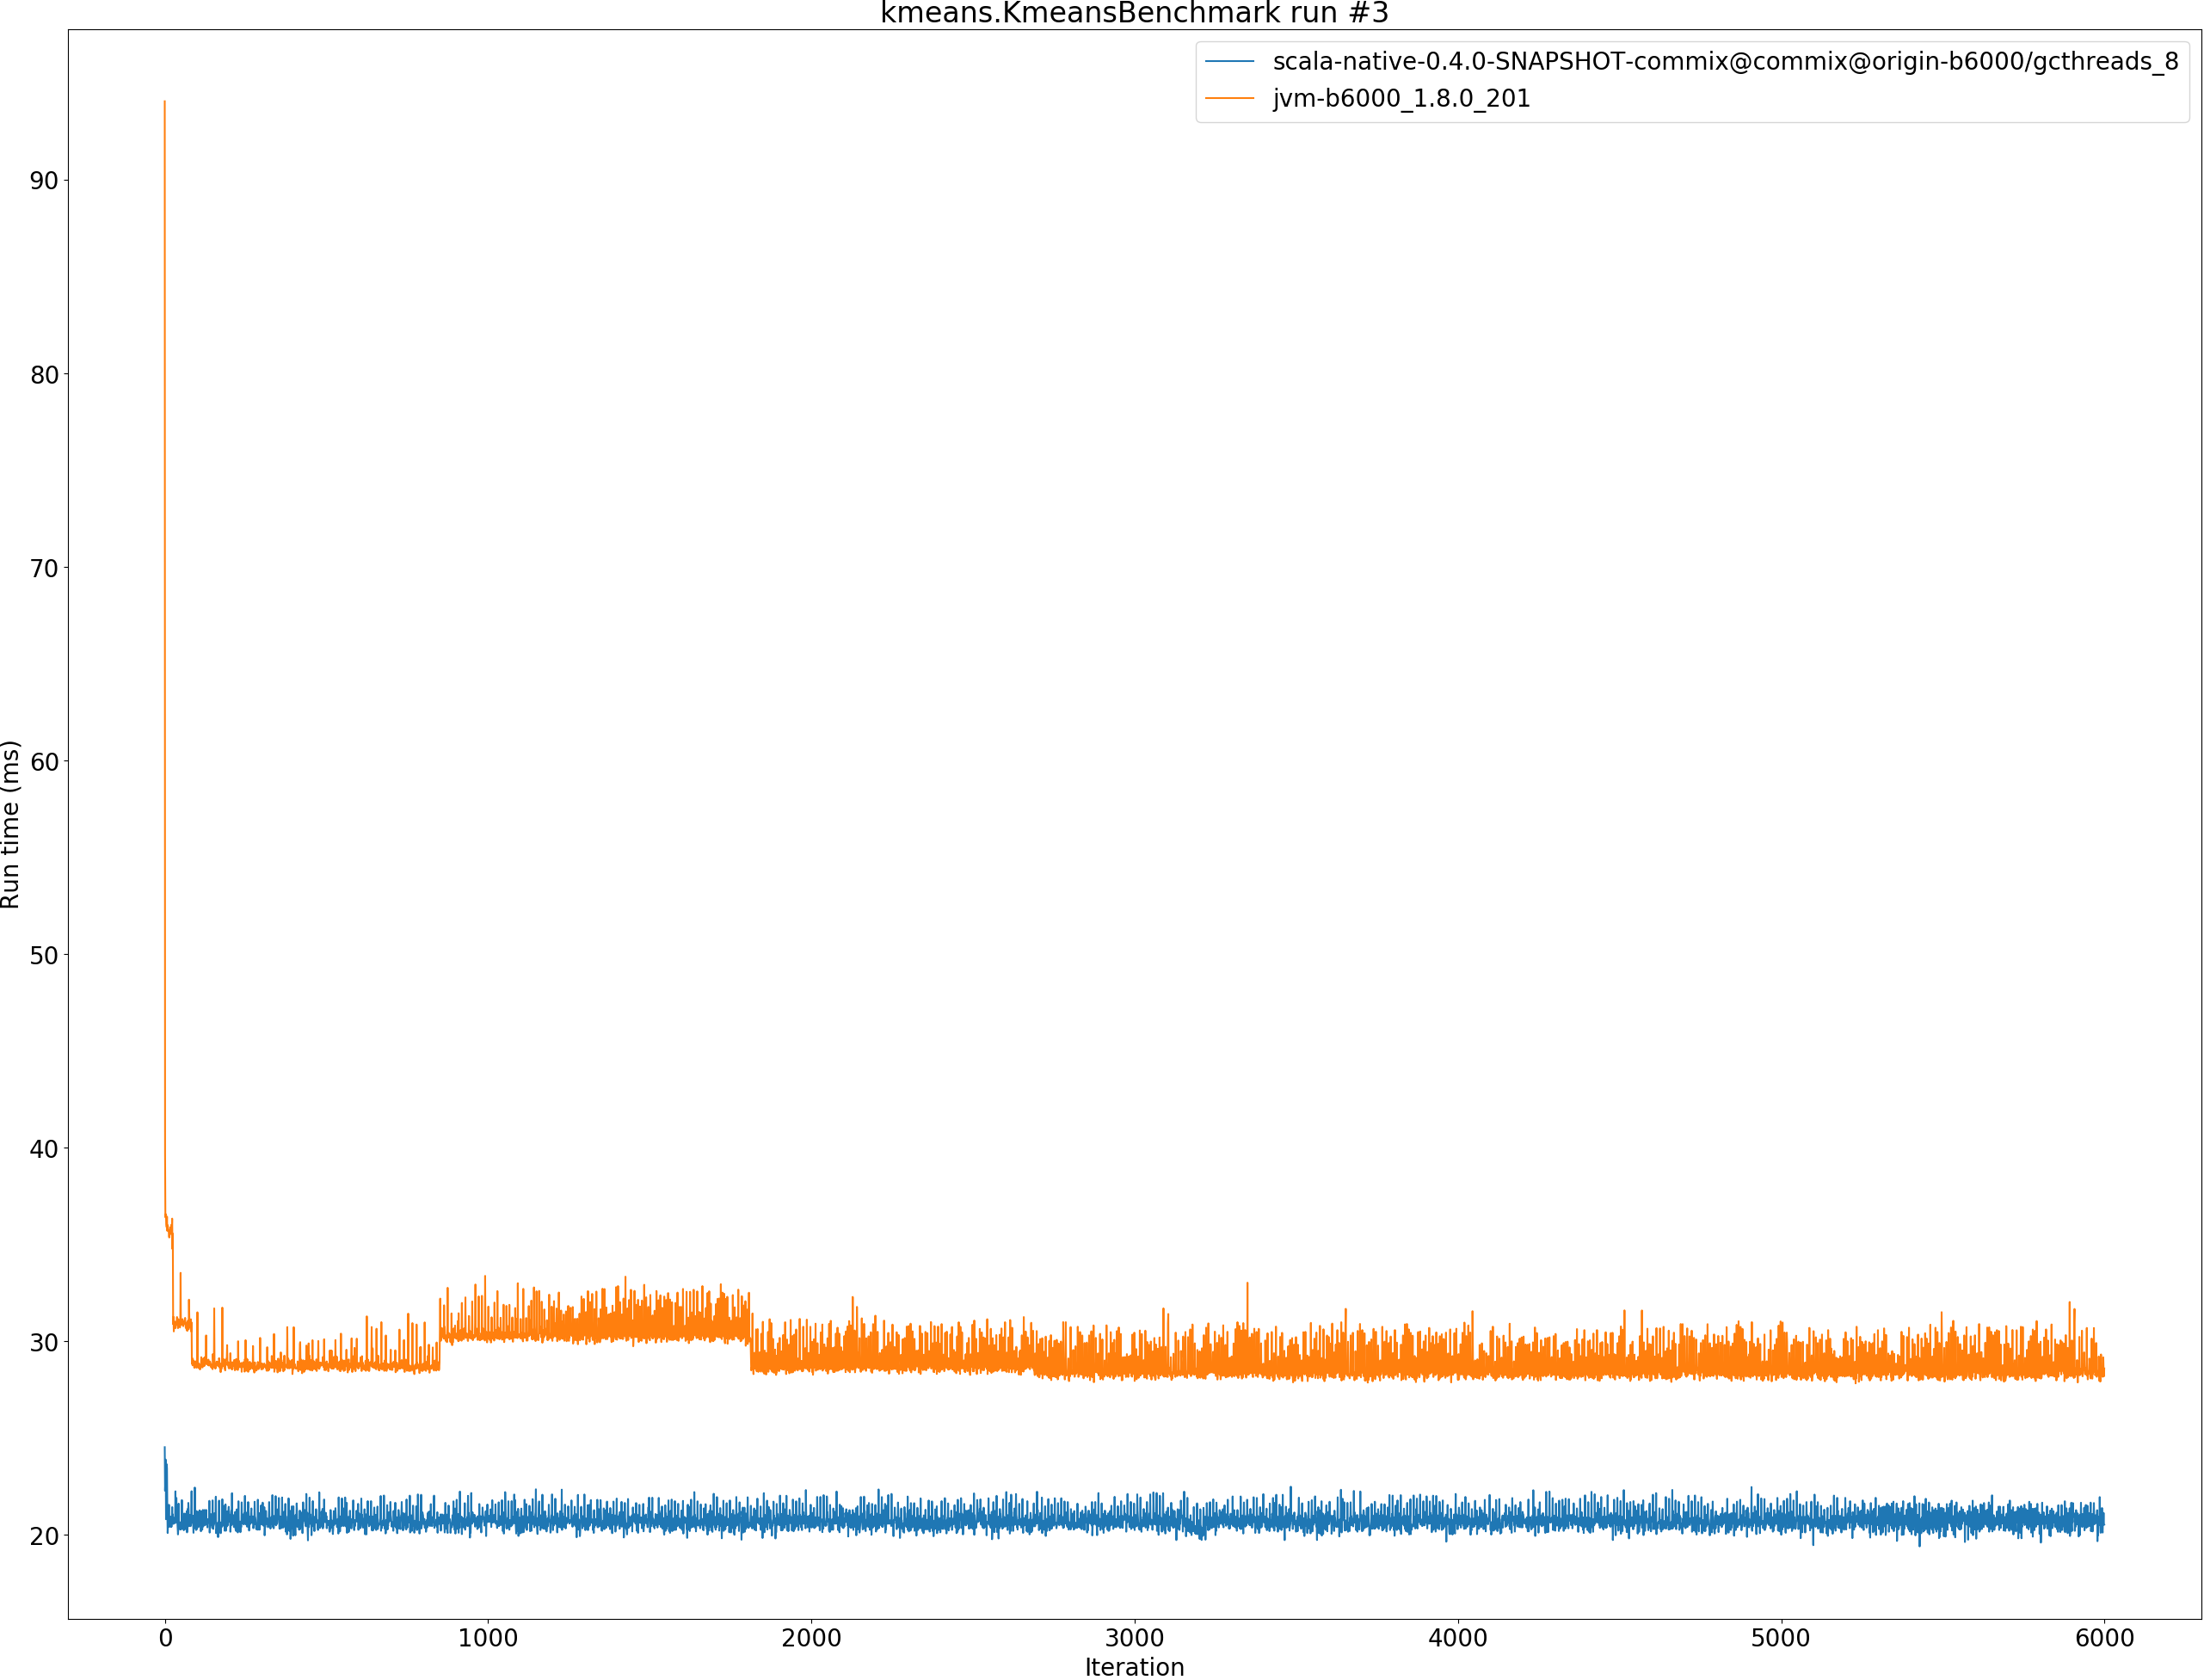 kmeans.KmeansBenchmark run #3
scala-native-0.4.0-SNAPSHOT-commix@commix@origin-b6000/gcthreads_8
jvm-b6000_1.8.0_201
Run time (ms)
90
80
70
60
50
40
30
20
0 1000 2000 3000 4000 5000 6000
Iteration